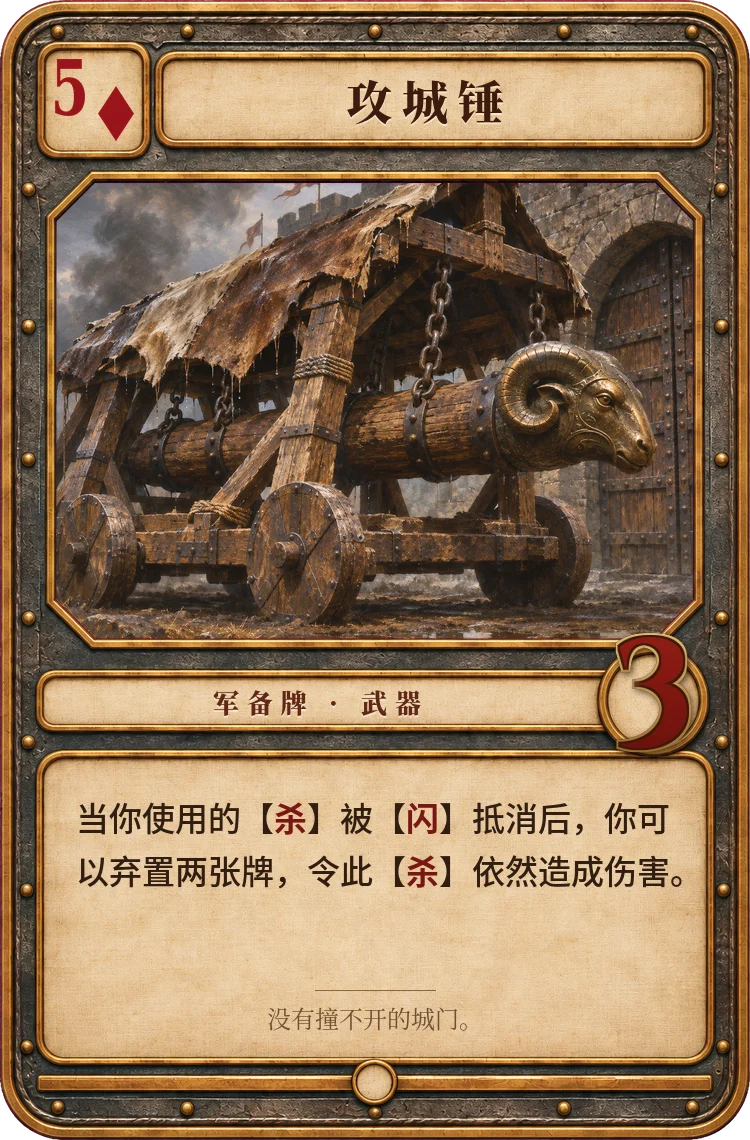 5
攻城锤
军备牌 · 武器
3
当你使用的【杀】被【闪】抵消后，你可
以弃置两张牌，令此【杀】依然造成伤害。
没有撞不开的城门。